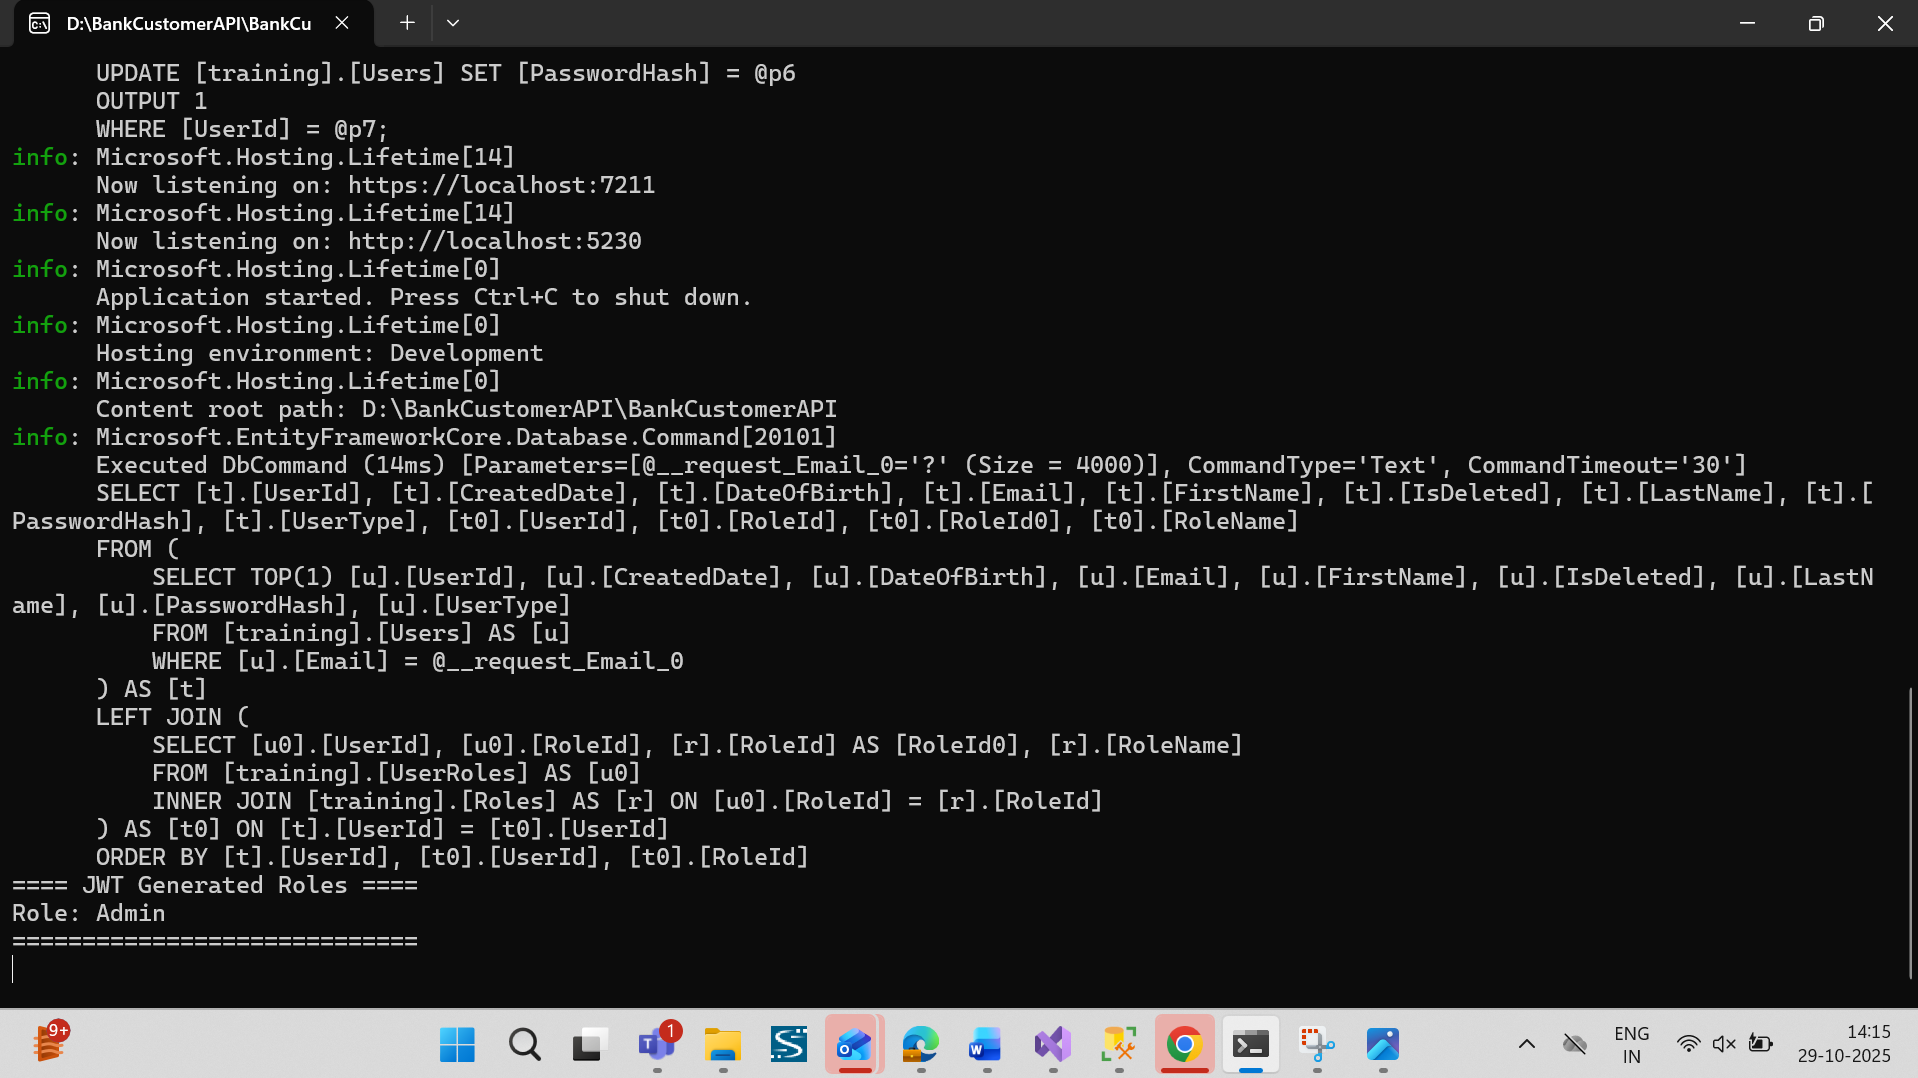 D:\BankCustomerAPI\BankCu
UPDATE [training].[Users] SET [PasswordHash] = @p6
OUTPUT 1
WHERE [UserId] = @p7;
info: Microsoft.Hosting.Lifetime[14]
Now listening on: https://localhost:7211
info: Microsoft.Hosting.Lifetime[14]
Now listening on: http://localhost:5230
info: Microsoft.Hosting.Lifetime[0]
Application started. Press Ctrl+C to shut down.
info: Microsoft.Hosting.Lifetime[0]
Hosting environment: Development
info: Microsoft.Hosting.Lifetime[0]
Content root path: D:\BankCustomerAPI\BankCustomerAPI
info: Microsoft.EntityFrameworkCore.Database.Command[20101]
Executed DbCommand (14ms) [Parameters=[@__request_Email_0='?' (Size = 4000)], CommandType='Text', CommandTimeout='30']
SELECT [t].[UserId], [t].[CreatedDate], [t].[DateOfBirth], [t].[Email], [t].[FirstName], [t].[IsDeleted], [t].[LastName], [t].[
PasswordHash], [t].[UserType], [t0].[UserId], [t0].[RoleId], [t0].[RoleId0], [t0].[RoleName]
FROM (
SELECT TOP(1) [u].[UserId], [u].[CreatedDate], [u].[DateOfBirth], [u].[Email], [u].[FirstName], [u].[IsDeleted], [u].[LastN
ame], [u].[PasswordHash], [u].[UserType]
FROM [training].[Users] AS [u]
WHERE [u].[Email] = @__request_Email_0
) AS [t]
LEFT JOIN (
SELECT [u0].[UserId], [u0].[RoleId], [r].[RoleId] AS [RoleId0], [r].[RoleName]
FROM [training].[UserRoles] AS [u0]
INNER JOIN [training].[Roles] AS [r] ON [u0].[RoleId] = [r].[RoleId]
) AS [t0] ON [t].[UserId] = [t0].[UserId]
ORDER BY [t].[UserId], [t0].[UserId], [t0].[RoleId]
==== JWT Generated Roles ====
Role: Admin
=============================
9+
1
ENG
IN
14:15
29-10-2025